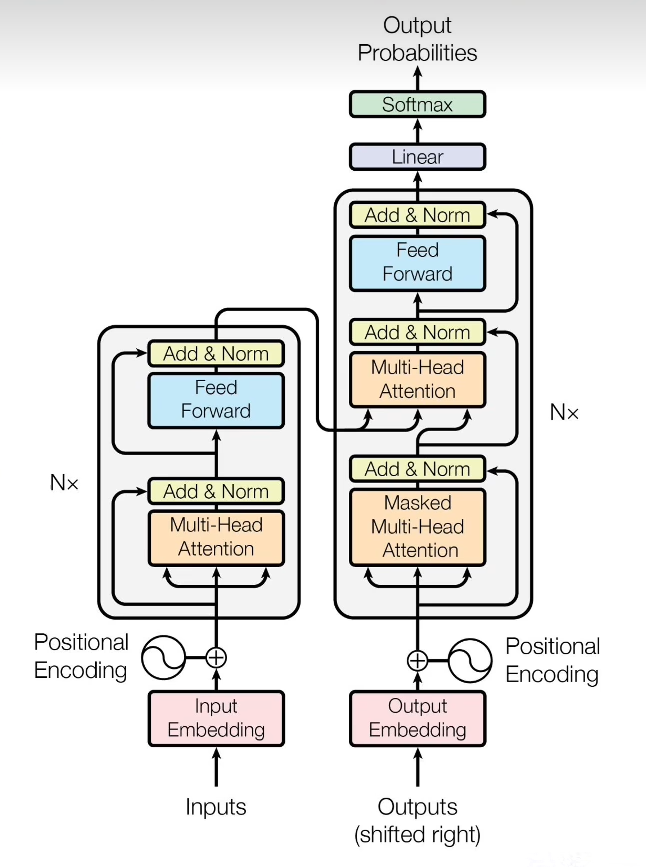 Output
Probabilities
Softmax
Linear
Add & Norm
Feed
Forward
Add & Norm
Multi-Head
Attention
Add & Norm
Masked
Multi-Head
Attention
N×
Add & Norm
Feed
Forward
Add & Norm
Multi-Head
Attention
N×
Positional
Encoding
Positional
Encoding
Input
Embedding
Output
Embedding
Inputs
Outputs
(shifted right)